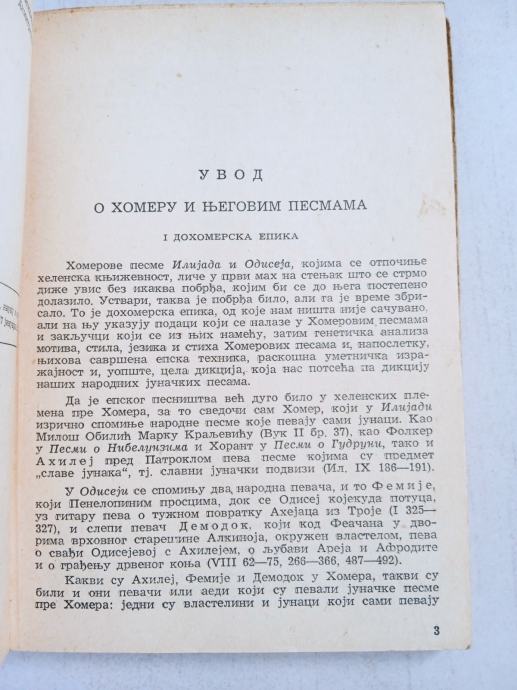 УВОД
О ХОМЕРУ И ЊЕГОВИМ ПЕСМАМА
I ДОХОМЕРСКА ЕПИКА
Хомерове песме Илијада и Одисеја, којима се отпочиње
хеленска књижевност, личе у први мах на стењак што се стрмо
диже увис без икаква побрђа, којим би се до њега постепено
долазило. Уствари, таква је побрђа било, али га је време збри-
сало. То је дохомерска епика, од које нам ништа није сачувано,
али на њу указују подаци који се налазе у Хомеровим песмама
и закључци који се из њих намећу, затим генетичка анализа
мотива, стила, језика и стиха Хомерових песама и, напослетку,
њихова савршена епска техника, раскошна уметничка изра-
жајност и, уопште, цела дикција, која нас потсећа на дикцију
наших народних јуначких песама.
Да је епског песништва већ дуго било у хеленских пле-
мена пре Хомера, за то сведочи сам Хомер, који у Илијади
изрично спомиње народне песме које певају сами јунаци. Као
Милош Обилић Марку Краљевићу (Вук II бр. 37), као Фолкер
у Песми о Нибелунзима и Хорант у Песми о Гудруни, тако и
Ахилеј пред Патроклом пева песме којима су предмет
„славе јунака“, тј. славни јуначки подвизи (Ил. IX 186—191).
У Одисеји се спомињу два народна певача, и то Фемије,
који Пенелопиним просцима, док се Одисеј којекуда потуца,
уз гитару пева о тужном повратку Ахејаца из Троје (I 325—
327), и слепи певач Демодок, који код Феачана у дво-
рима врховног старешине Алкиноја, окружен властелом, пева
о свађи Одисејевој с Ахилејем, о љубави Ареја и Афродите
и о грађењу дрвеног коња (VIII 62—75, 266—366, 487—492).
Какви су Ахилеј, Фемије и Демодок у Хомера, такви су
били и они певачи или аеди који су певали јуначке песме
пре Хомера: једни су властелини и јунаци који сами певају
3